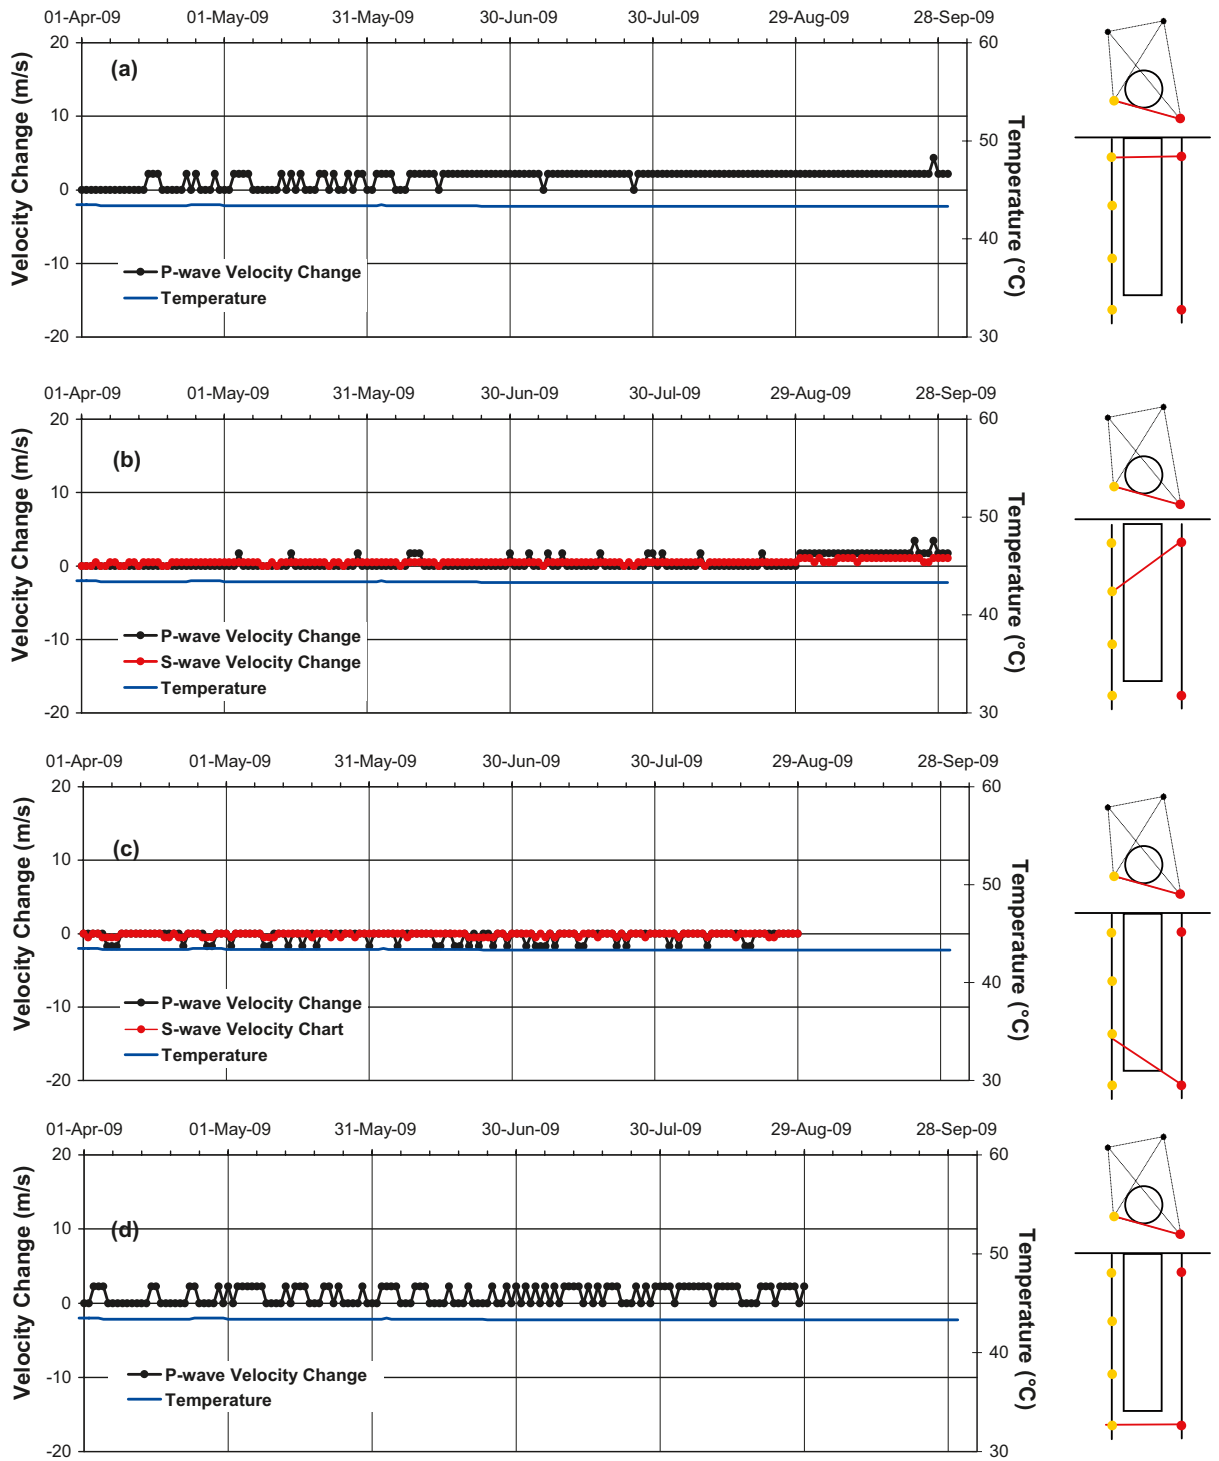 01-Apr-09 01-May-09 31-May-09 30-Jun-09 30-Jul-09 29-Aug-09 28-Sep-09
20 60
(a)
10 50
0
40
-10
-20 30
Velocity Change (m/s)
Temperature (°C)
P-wave Velocity Change
Temperature
01-Apr-09 01-May-09 31-May-09 30-Jun-09 30-Jul-09 29-Aug-09 28-Sep-09
20 60
(b)
10 50
0
40
-10
-20 30
Velocity Change (m/s)
Temperature (°C)
P-wave Velocity Change
S-wave Velocity Change
Temperature
01-Apr-09 01-May-09 31-May-09 30-Jun-09 30-Jul-09 29-Aug-09 28-Sep-09
20 60
(c)
10 50
0
40
-10
-20 30
Velocity Change (m/s)
Temperature (°C)
P-wave Velocity Change
S-wave Velocity Chart
Temperature
01-Apr-09 01-May-09 31-May-09 30-Jun-09 30-Jul-09 29-Aug-09 28-Sep-09
20 60
(d)
10 50
0
40
-10
-20 30
Velocity Change (m/s)
Temperature (°C)
P-wave Velocity Change
Temperature